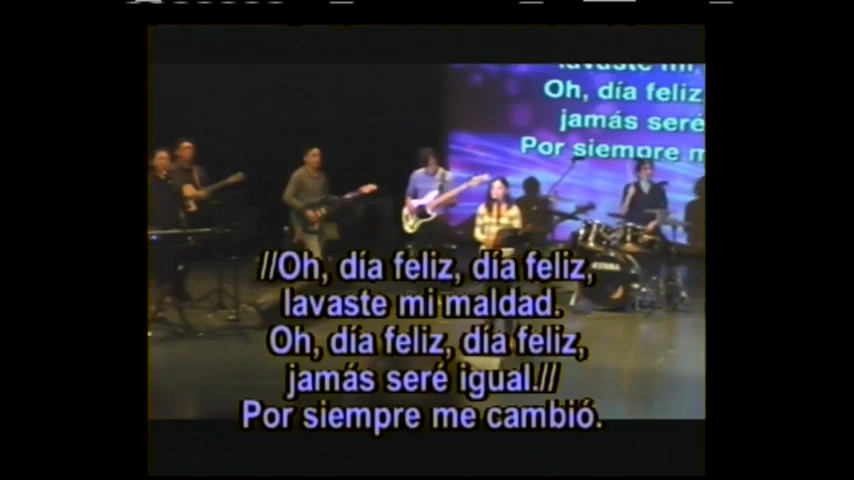 lavaste mi
Oh, día feliz
jamás seré
Por siempre m
//Oh, día feliz, día feliz,
lavaste mi maldad.
Oh, día feliz, día feliz,
jamás seré igual.//
Por siempre me cambió.
TAMA